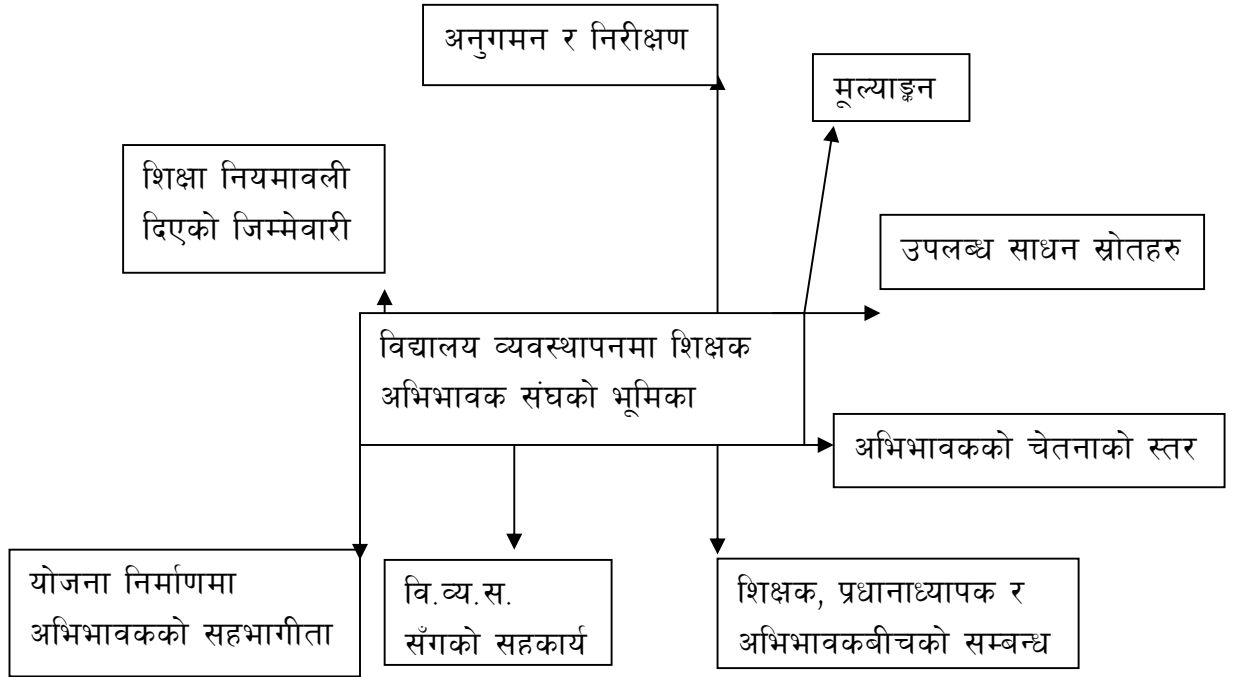 अनुगमन र निरीक्षण
मूल्याङ्कन
शिक्षा नियमावली
दिएको जिम्मेवारी
उपलब्ध साधन स्रोतहरु
विद्यालय व्यवस्थापनमा शिक्षक
अभिभावक संघको भूमिका
अभिभावकको चेतनाको स्तर
योजना निर्माणमा
अभिभावकको सहभागीता
वि.व्य.स.
सँगको सहकार्य
शिक्षक, प्रधानाध्यापक र
अभिभावकबीचको सम्बन्ध